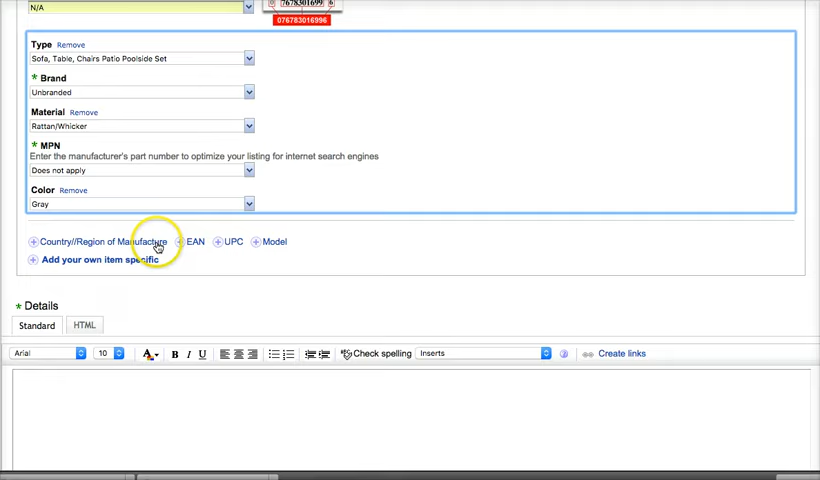 N/A
0 7678301699 6
076783016996
Type Remove
Sofa, Table, Chairs Patio Poolside Set
* Brand
Unbranded
Material Remove
Rattan/Whicker
* MPN
Enter the manufacturer's part number to optimize your listing for internet search engines
Does not apply
Color Remove
Gray
Country//Region of Manufacture EAN UPC Model
Add your own item specific
* Details
Standard HTML
Arial 10 A B I U Check spelling Inserts Create links